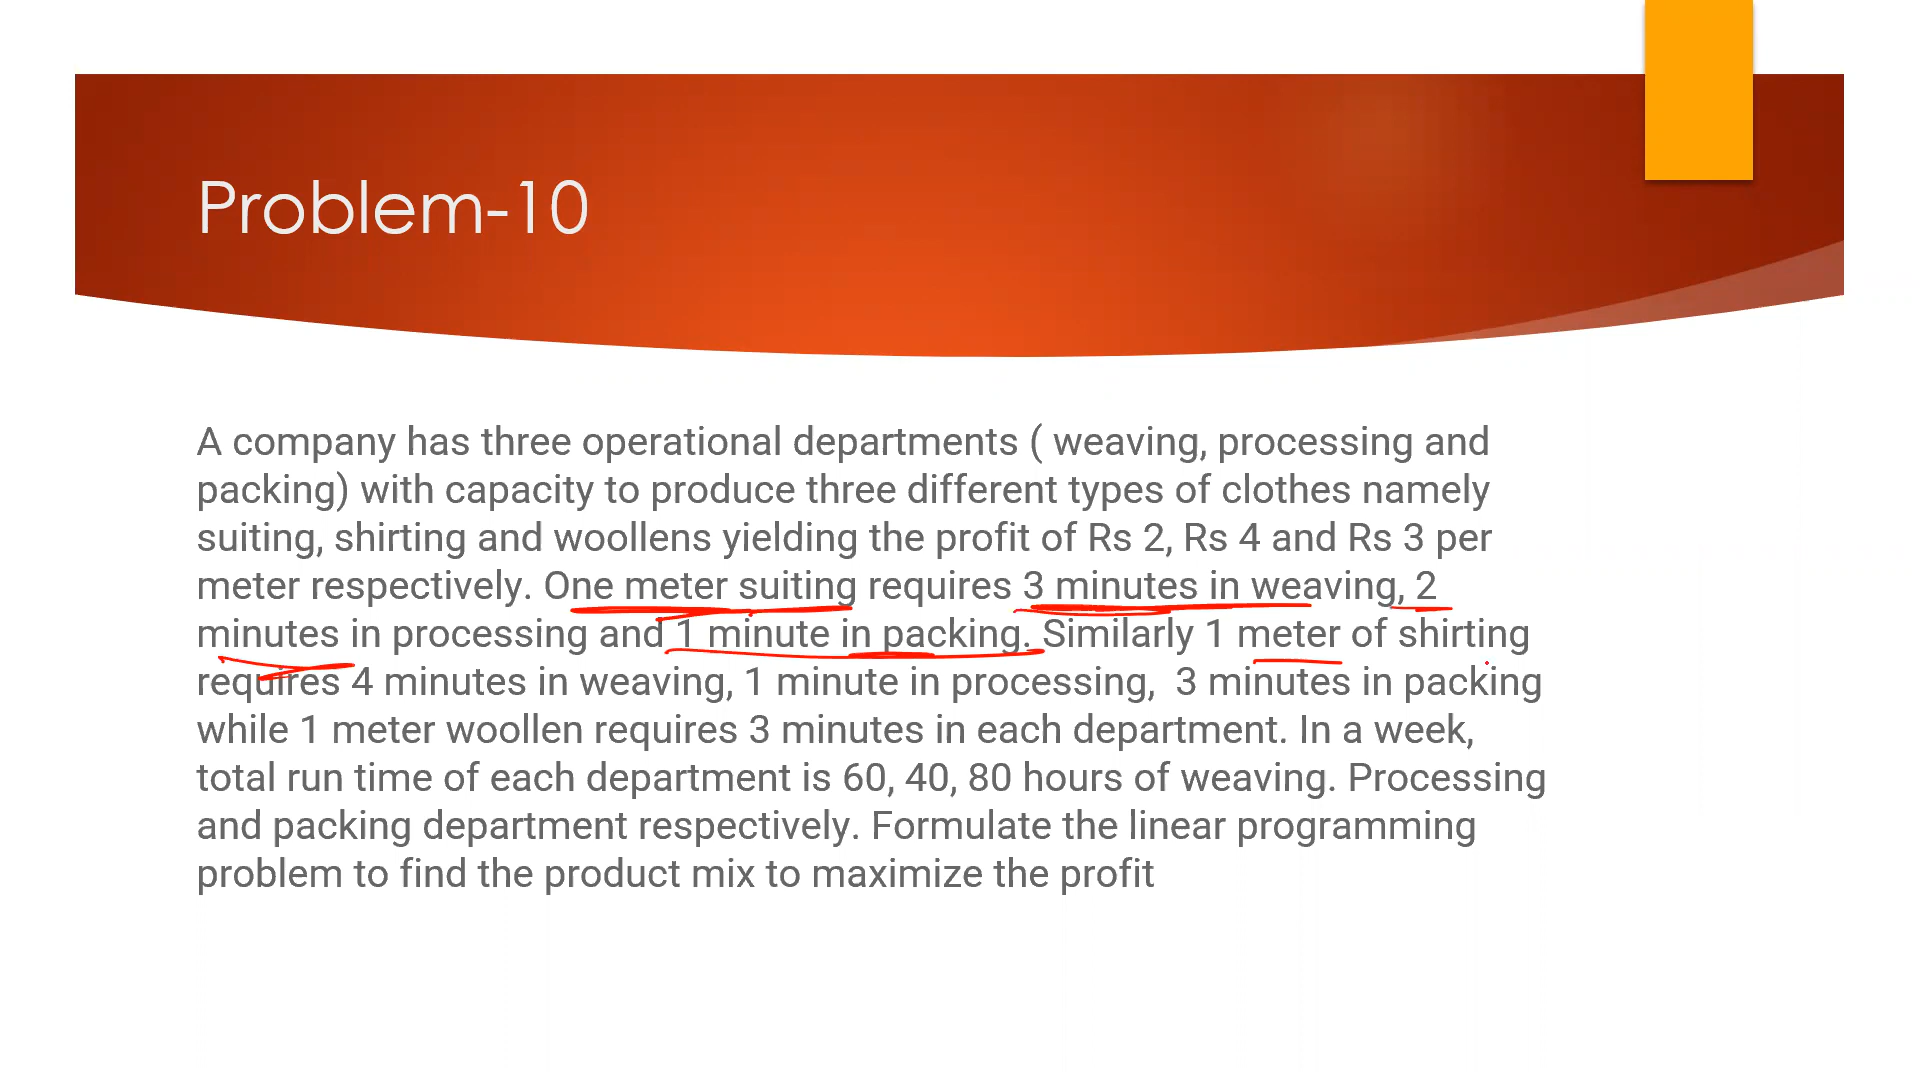 Problem-10
A company has three operational departments ( weaving, processing and
packing) with capacity to produce three different types of clothes namely
suiting, shirting and woollens yielding the profit of Rs 2, Rs 4 and Rs 3 per
meter respectively. One meter suiting requires 3 minutes in weaving, 2
minutes in processing and 1 minute in packing. Similarly 1 meter of shirting
requires 4 minutes in weaving, 1 minute in processing,  3 minutes in packing
while 1 meter woollen requires 3 minutes in each department. In a week,
total run time of each department is 60, 40, 80 hours of weaving. Processing
and packing department respectively. Formulate the linear programming
problem to find the product mix to maximize the profit